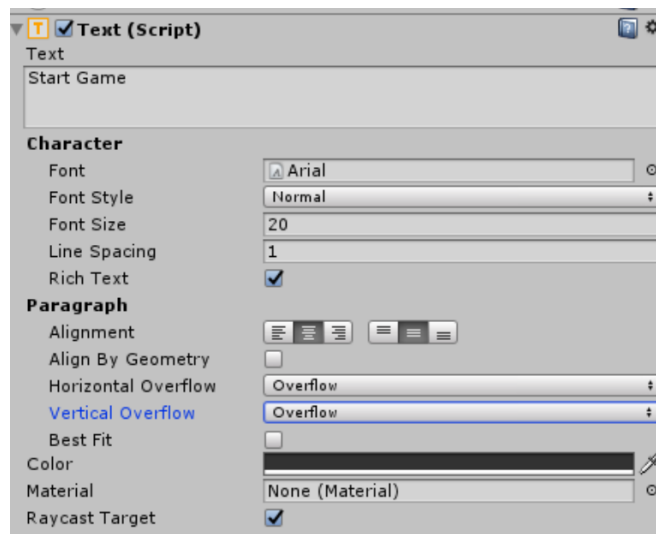 Text (Script)
Text
Start Game
Character
Font Arial
Font Style Normal
Font Size 20
Line Spacing 1
Rich Text
Paragraph
Alignment
Align By Geometry
Horizontal Overflow Overflow
Vertical Overflow Overflow
Best Fit
Color
Material None (Material)
Raycast Target